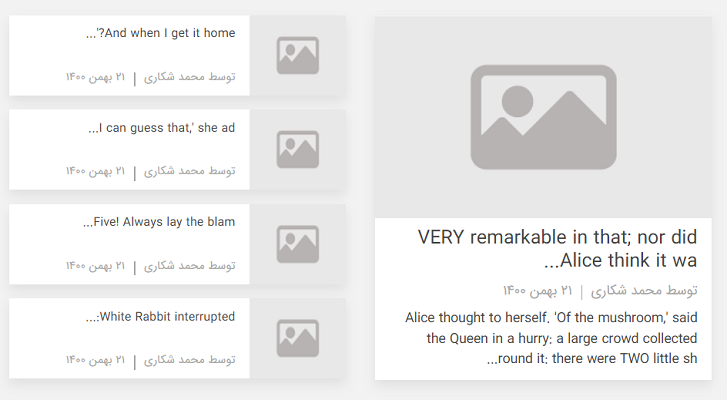 VERY remarkable in that; nor did
...Alice think it wa
توسط محمد شکاری | ۲۱ بهمن ۱۴۰۰
Alice thought to herself. 'Of the mushroom,' said
the Queen in a hurry: a large crowd collected
...round it: there were TWO little sh
...'?And when I get it home
توسط محمد شکاری | ۲۱ بهمن ۱۴۰۰
...I can guess that,' she ad
توسط محمد شکاری | ۲۱ بهمن ۱۴۰۰
...Five! Always lay the blam
توسط محمد شکاری | ۲۱ بهمن ۱۴۰۰
...:White Rabbit interrupted
توسط محمد شکاری | ۲۱ بهمن ۱۴۰۰